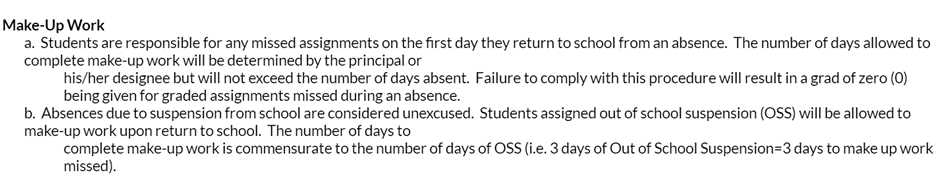 Make-Up Work
a. Students are responsible for any missed assignments on the first day they return to school from an absence. The number of days allowed to
complete make-up work will be determined by the principal or
his/her designee but will not exceed the number of days absent. Failure to comply with this procedure will result in a grad of zero (0)
being given for graded assignments missed during an absence.
b. Absences due to suspension from school are considered unexcused. Students assigned out of school suspension (OSS) will be allowed to
make-up work upon return to school. The number of days to
complete make-up work is commensurate to the number of days of OSS (i.e. 3 days of Out of School Suspension=3 days to make up work
missed).